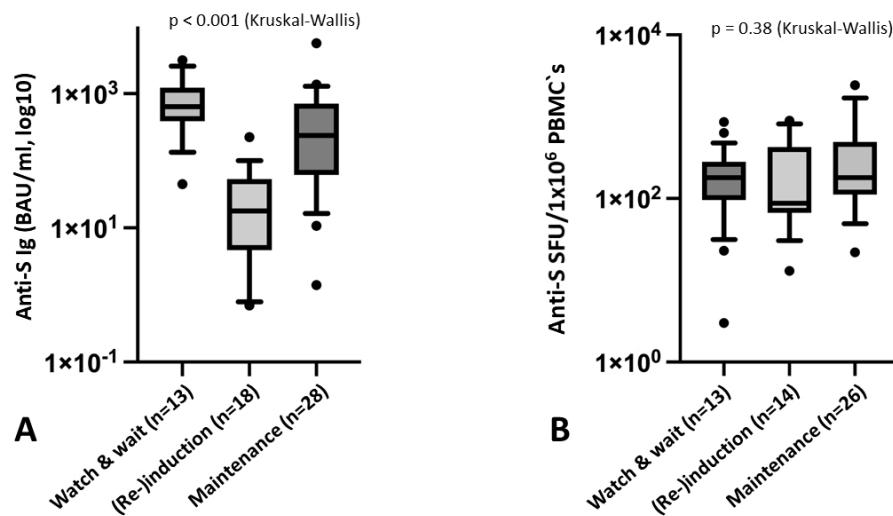 p < 0.001 (Kruskal-Wallis)
Anti-S Ig (BAU/ml, log10)
1×10³
1×10¹
1×10⁻¹
Watch & wait (n=13)
(Re-)induction (n=18)
Maintenance (n=28)
A
p = 0.38 (Kruskal-Wallis)
Anti-S SFU/1x10⁶ PBMC`s
1×10⁴
1×10²
1×10⁰
Watch & wait (n=13)
(Re-)induction (n=14)
Maintenance (n=26)
B